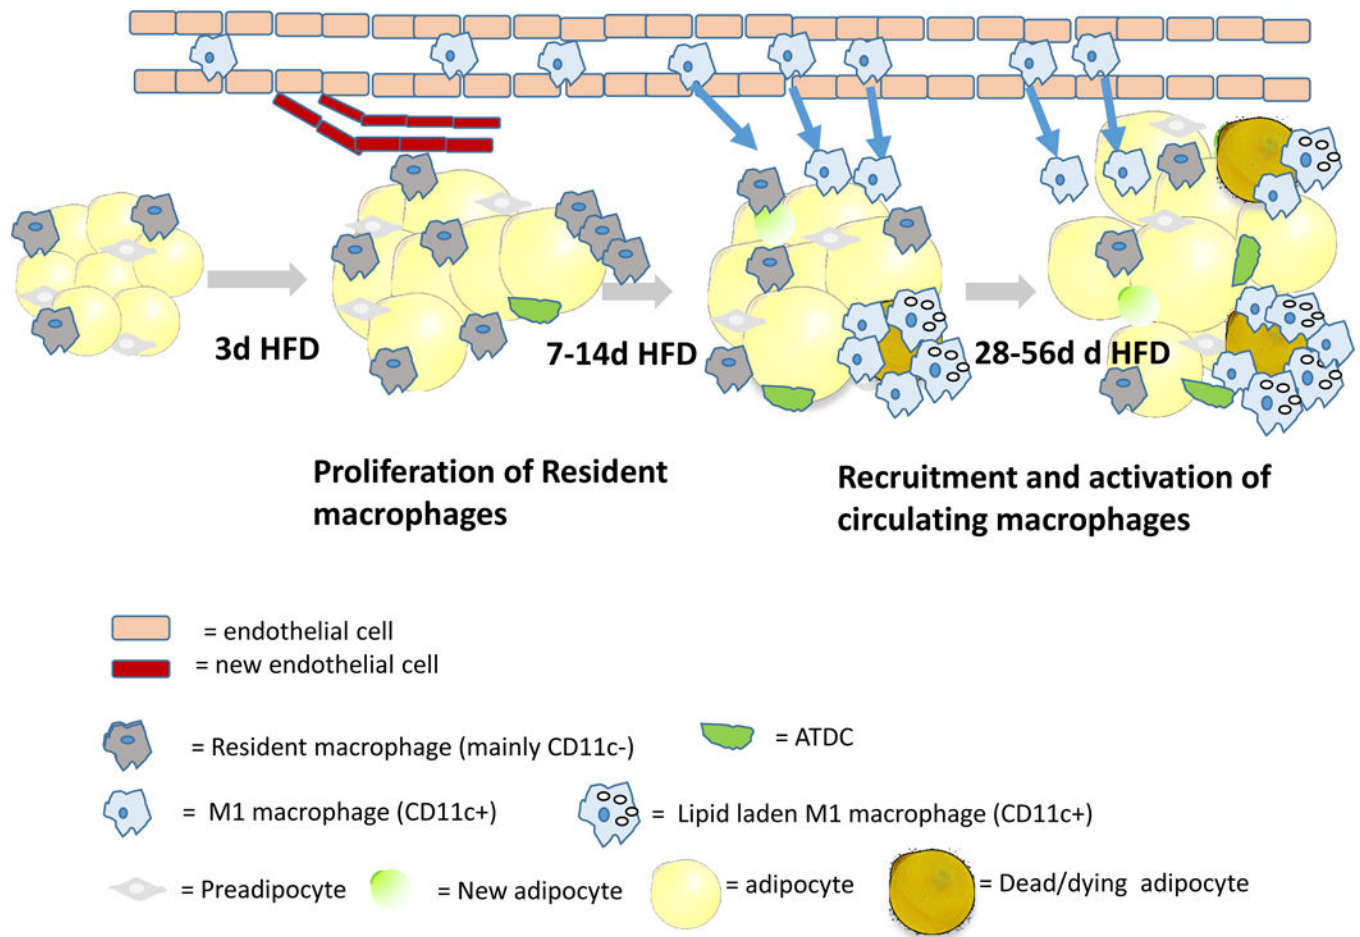 3d HFD
7-14d HFD
28-56d d HFD
Proliferation of Resident
macrophages
Recruitment and activation of
circulating macrophages
= endothelial cell
= new endothelial cell
= Resident macrophage (mainly CD11c-)
= ATDC
= M1 macrophage (CD11c+)
= Lipid laden M1 macrophage (CD11c+)
= Preadipocyte
= New adipocyte
= adipocyte
= Dead/dying adipocyte